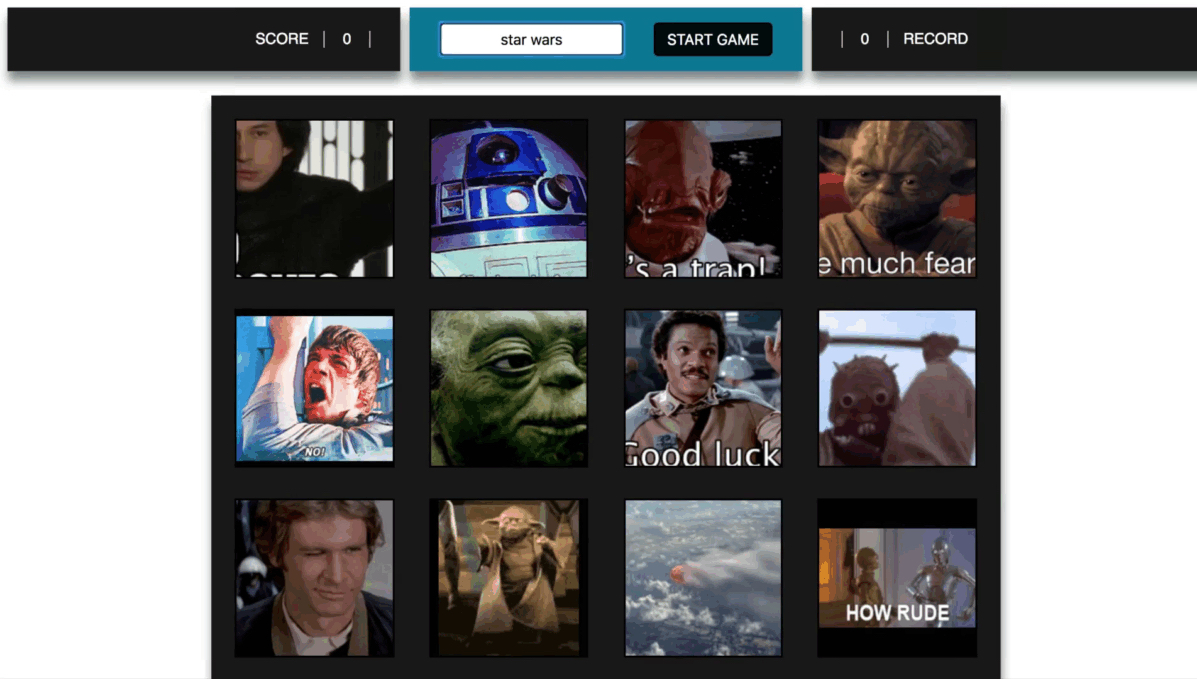 SCORE | 0 |
star wars
START GAME
| 0 | RECORD
's a trap!
e much fear
NO!
Good luck
HOW RUDE